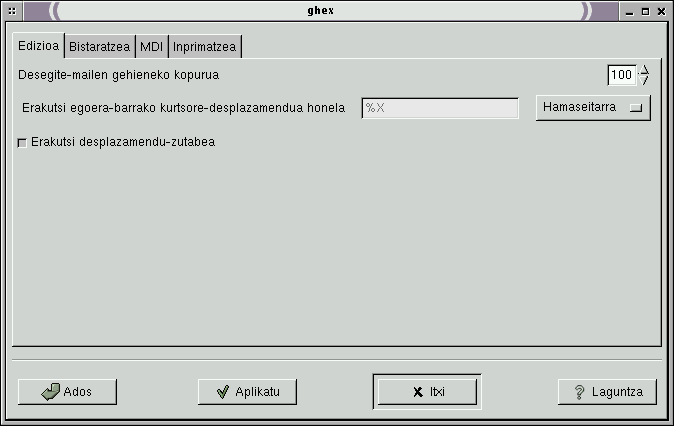 ghex
Edizioa Bistaratzea MDI Inprimatzea
Desegite-mailen gehieneko kopurua 100
Erakutsi egoera-barrako kurtsore-desplazamendua honela %X Hamaseitarra
Erakutsi desplazamendu-zutabea
Ados Aplikatu Itxi ? Laguntza